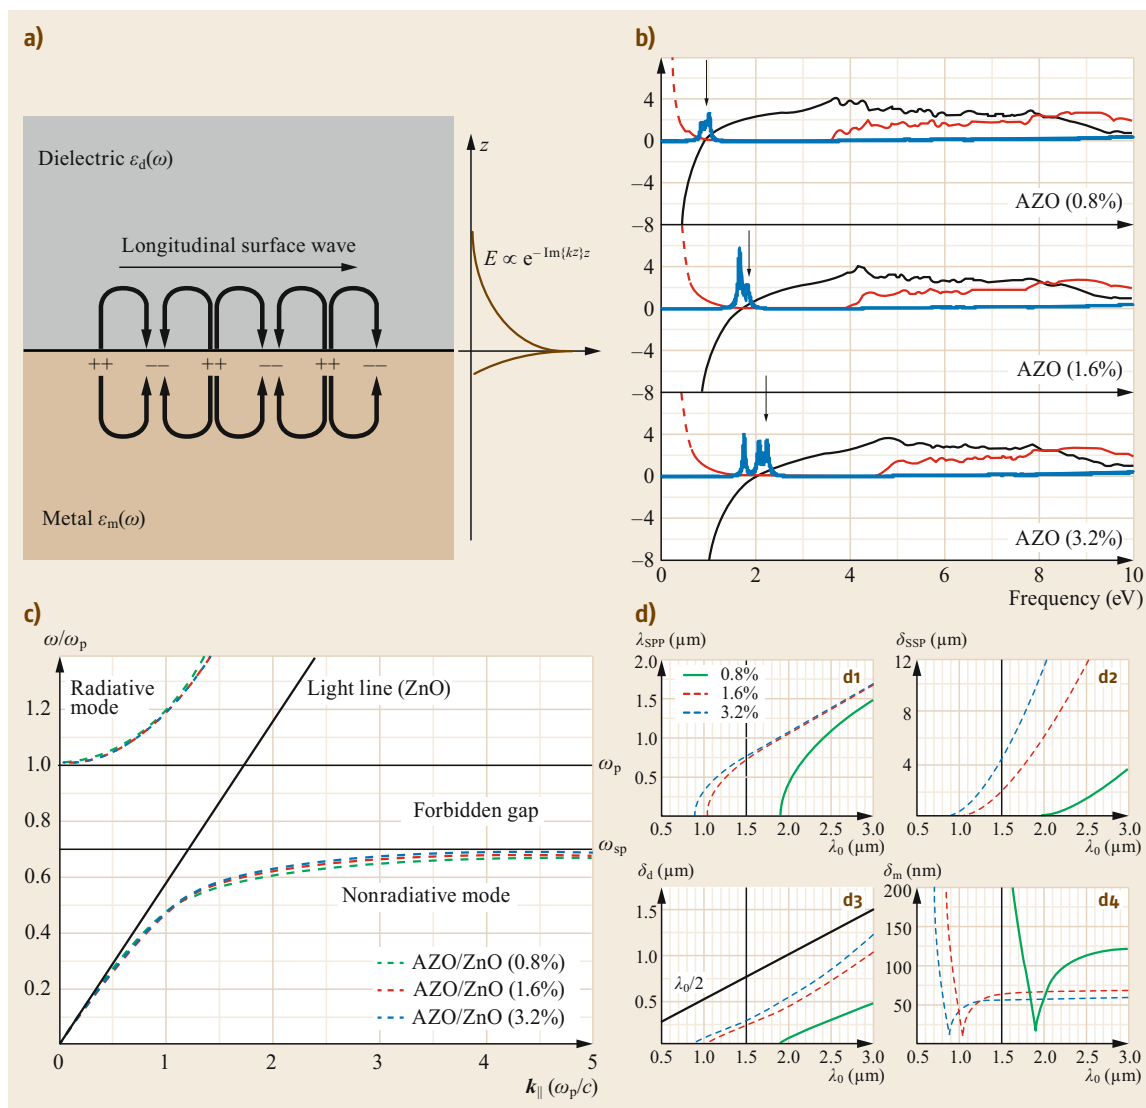 a)
Dielectric εd(ω)
Longitudinal surface wave
z
E ∝ e^−Im{kz}z
++ −− ++ −− ++ −−
Metal εm(ω)
b)
4
0
−4
−8
AZO (0.8%)
4
0
−4
−8
AZO (1.6%)
4
0
−4
−8
AZO (3.2%)
0 2 4 6 8 10
Frequency (eV)
c)
ω/ωp
Radiative
mode
Light line (ZnO)
1.2
1.0
ωp
Forbidden gap
0.8
ωsp
0.6
Nonradiative mode
0.4
AZO/ZnO (0.8%)
0.2
AZO/ZnO (1.6%)
AZO/ZnO (3.2%)
0 1 2 3 4 5
k|| (ωp/c)
d)
λSPP (μm)
2.0
d1
0.8%
1.6%
3.2%
1.5
1.0
0.5
0.5 1.0 1.5 2.0 2.5 3.0
λ0 (μm)
δSSP (μm)
12
d2
8
4
0.5 1.0 1.5 2.0 2.5 3.0
λ0 (μm)
δd (μm)
d3
1.5
1.0
λ0/2
0.5
0.5 1.0 1.5 2.0 2.5 3.0
λ0 (μm)
δm (nm)
200
d4
150
100
50
0.5 1.0 1.5 2.0 2.5 3.0
λ0 (μm)